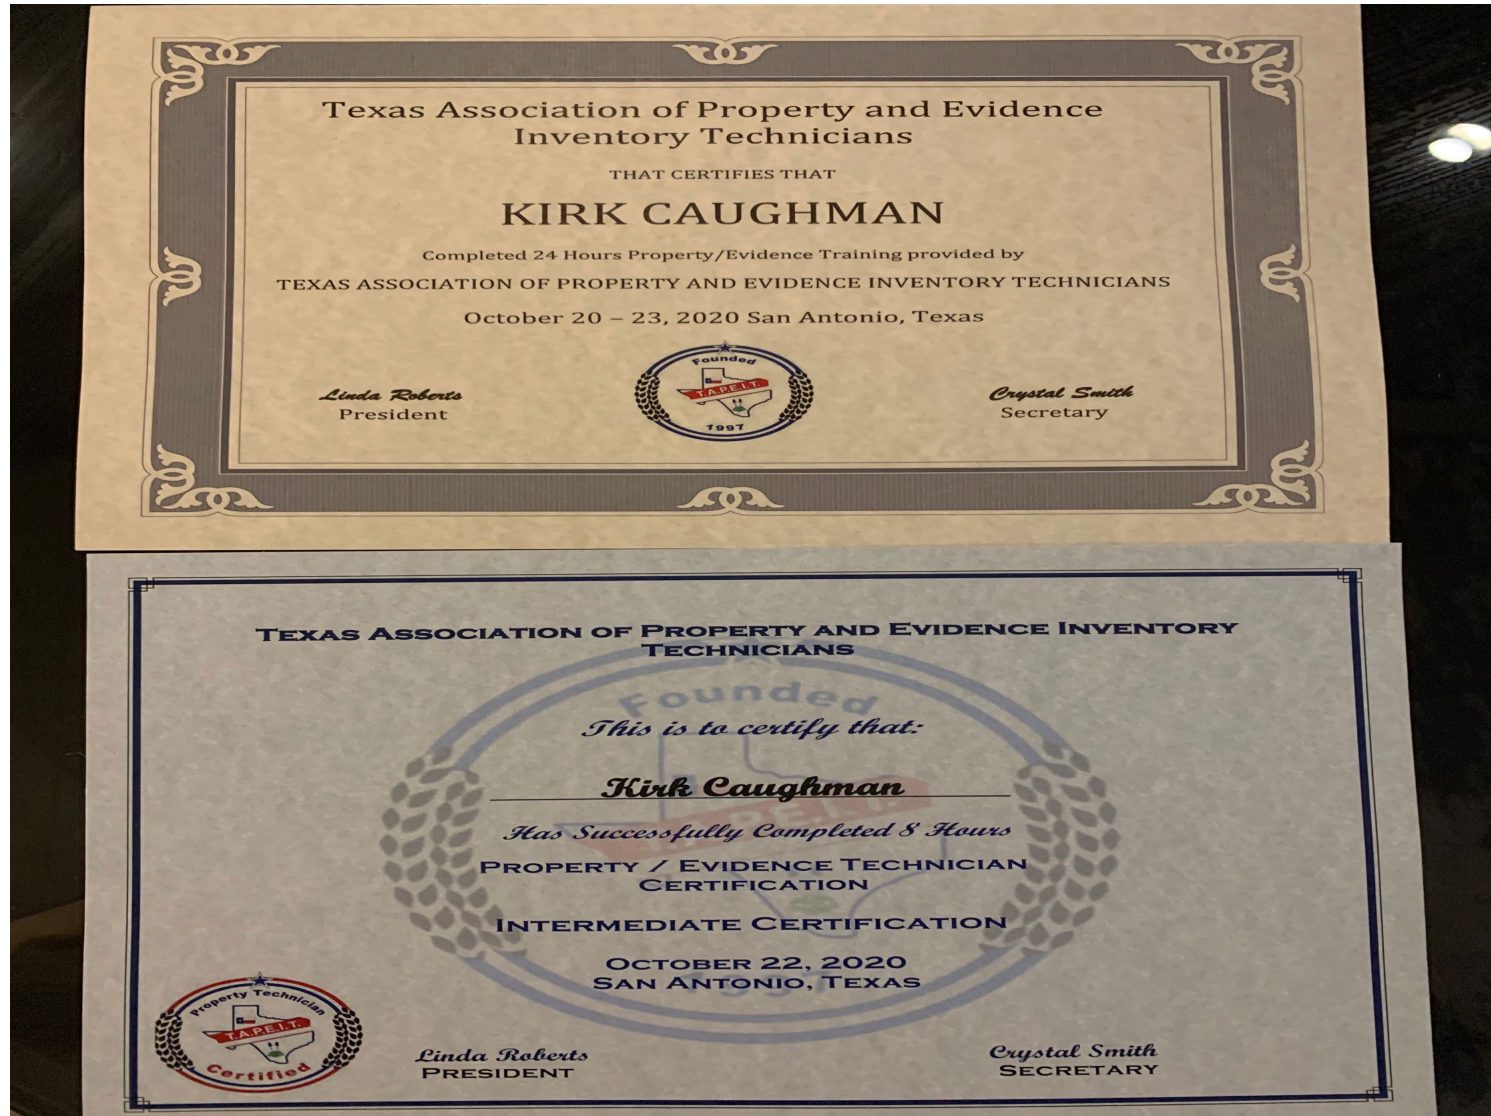 Texas Association of Property and Evidence
Inventory Technicians
THAT CERTIFIES THAT
KIRK CAUGHMAN
Completed 24 Hours Property/Evidence Training provided by
TEXAS ASSOCIATION OF PROPERTY AND EVIDENCE INVENTORY TECHNICIANS
October 20 – 23, 2020 San Antonio, Texas
Founded
T.A.P.E.I.T.
1997
Linda Roberts
President
Crystal Smith
Secretary
TEXAS ASSOCIATION OF PROPERTY AND EVIDENCE INVENTORY
TECHNICIANS
Founded
This is to certify that:
Kirk Caughman
T.A.P.E.I.T.
Has Successfully Completed 8 Hours
PROPERTY / EVIDENCE TECHNICIAN
CERTIFICATION
INTERMEDIATE CERTIFICATION
OCTOBER 22, 2020
SAN ANTONIO, TEXAS
1997
Property Technician
T.A.P.E.I.T.
Certified
Linda Roberts
PRESIDENT
Crystal Smith
SECRETARY